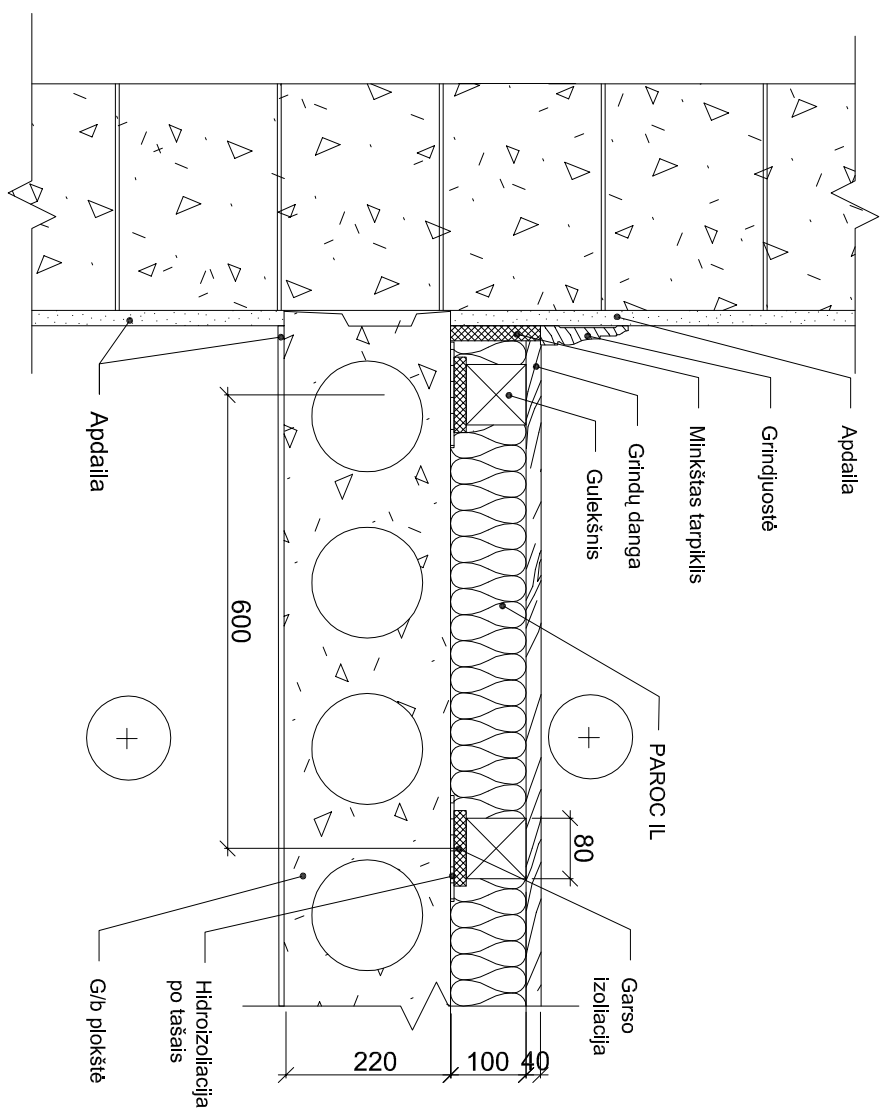 Apdaila
Grindjuostė
Minkštas tarpiklis
Grindų danga
Gulekšnis
PAROC IL
Garso
izoliacija
80
40
100
220
600
Apdaila
Hidroizoliacija
po tašais
G/b plokštė